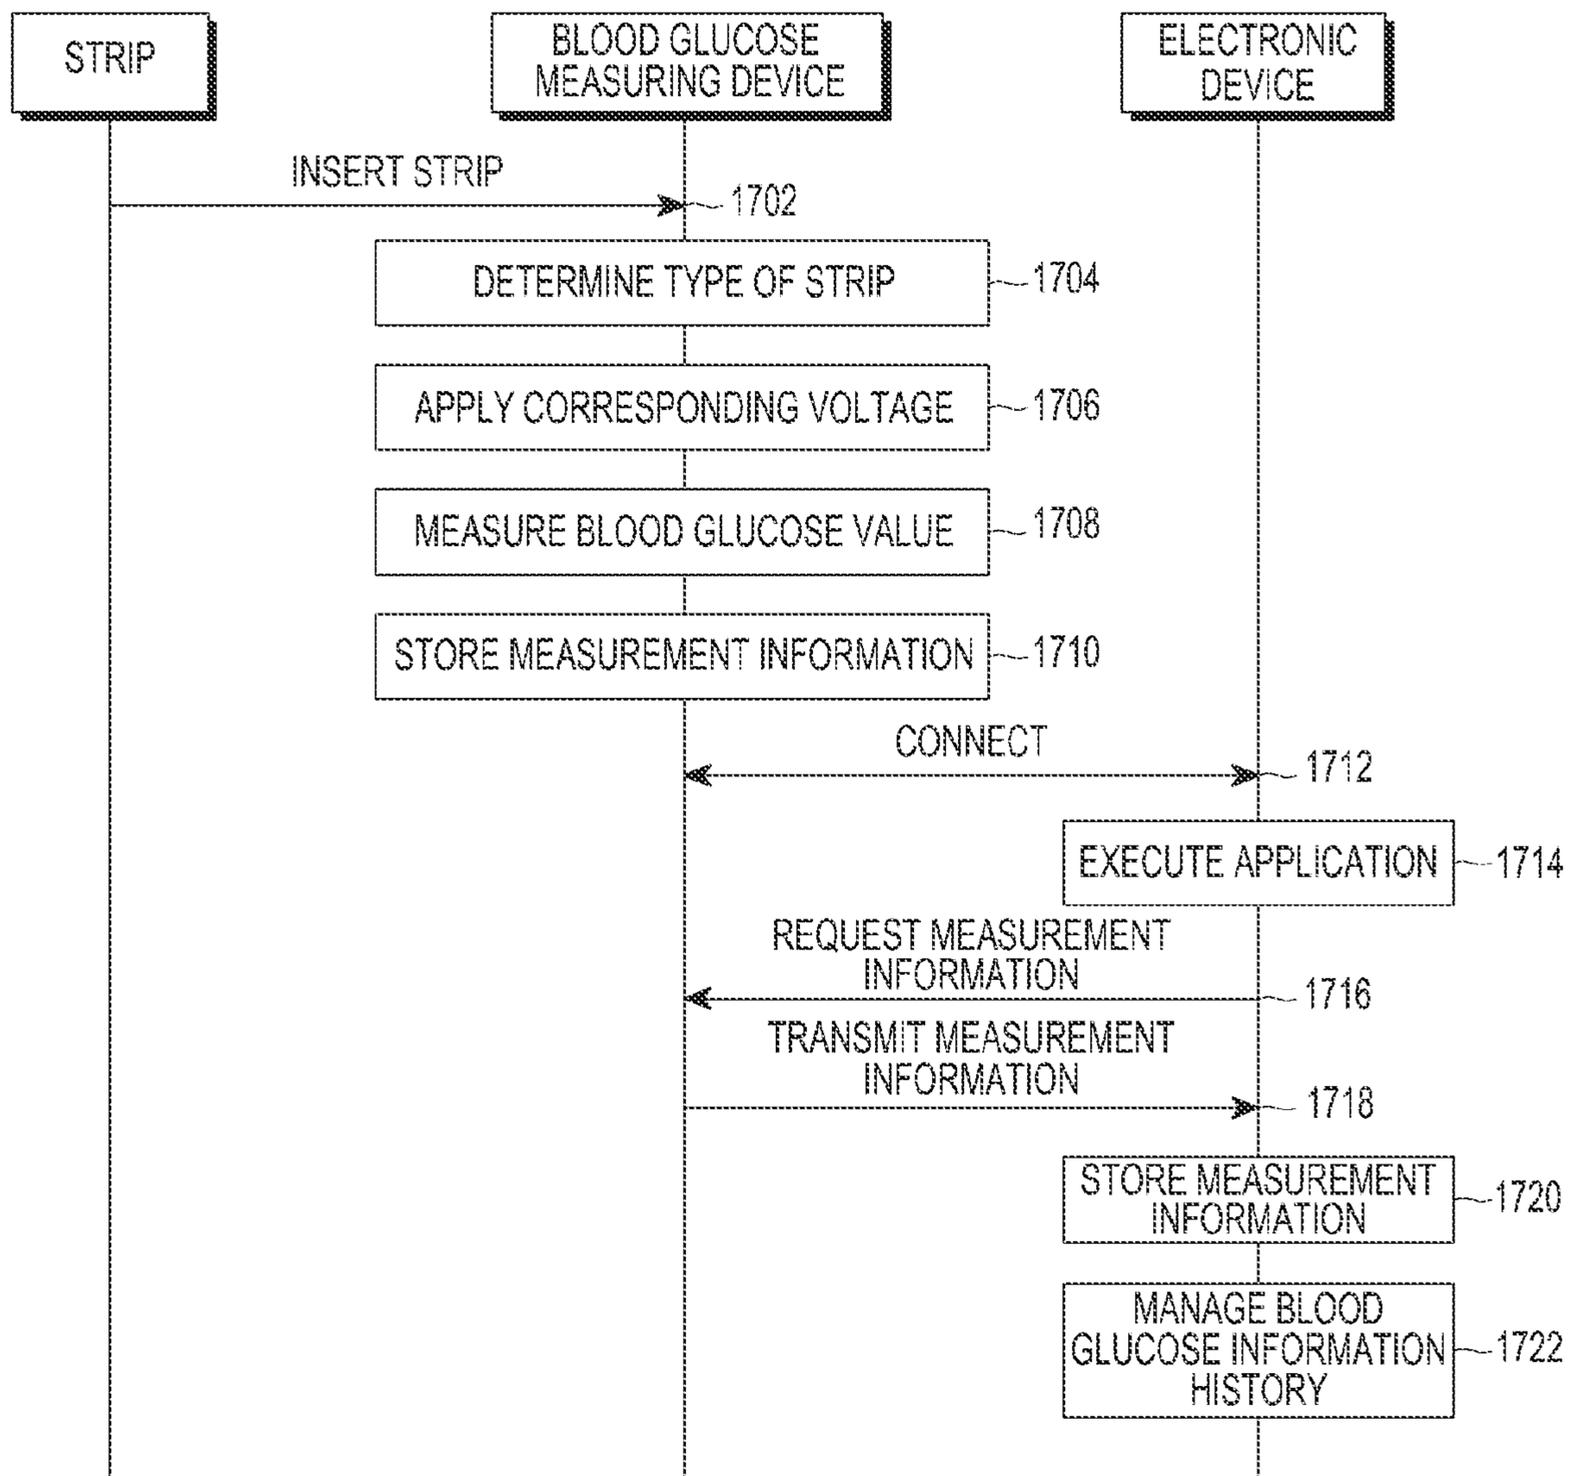 STRIP
BLOOD GLUCOSE
MEASURING DEVICE
ELECTRONIC
DEVICE
INSERT STRIP
1702
DETERMINE TYPE OF STRIP
1704
APPLY CORRESPONDING VOLTAGE
1706
MEASURE BLOOD GLUCOSE VALUE
1708
STORE MEASUREMENT INFORMATION
1710
CONNECT
1712
EXECUTE APPLICATION
1714
REQUEST MEASUREMENT
INFORMATION
1716
TRANSMIT MEASUREMENT
INFORMATION
1718
STORE MEASUREMENT
INFORMATION
1720
MANAGE BLOOD
GLUCOSE INFORMATION
HISTORY
1722